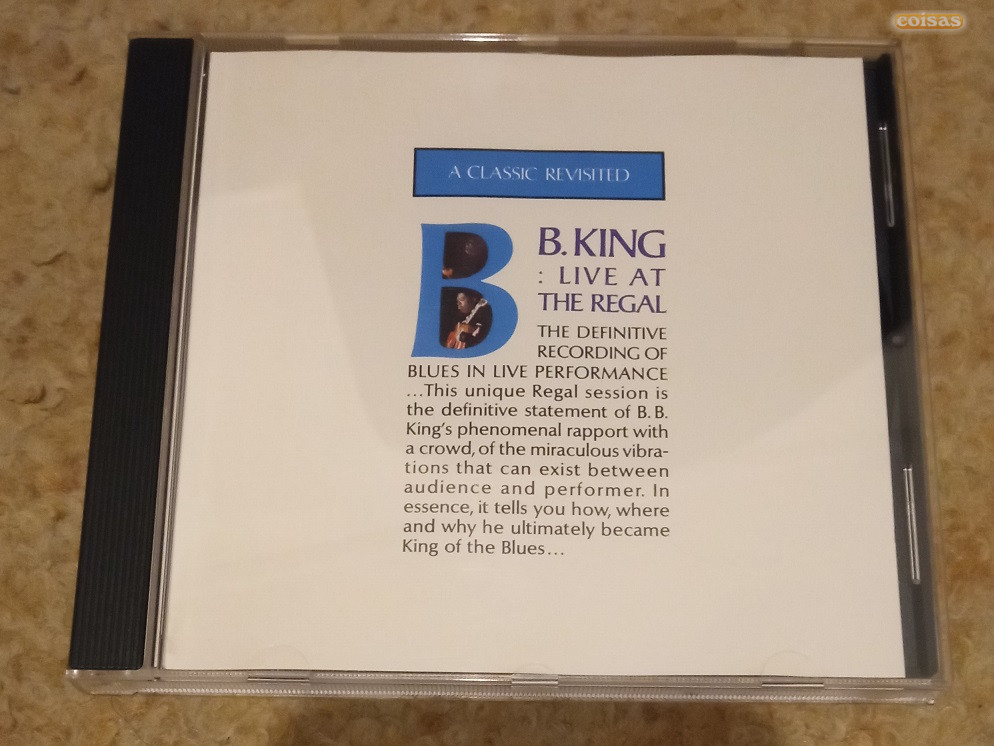 coisas
A CLASSIC REVISITED
B B. KING
: LIVE AT
THE REGAL
THE DEFINITIVE
RECORDING OF
BLUES IN LIVE PERFORMANCE
...This unique Regal session is
the definitive statement of B. B.
King's phenomenal rapport with
a crowd, of the miraculous vibra-
tions that can exist between
audience and performer. In
essence, it tells you how, where
and why he ultimately became
King of the Blues...